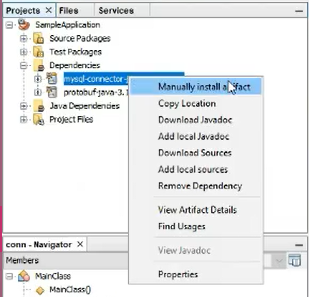 Projects × Files Services
SampleApplication
Source Packages
Test Packages
Dependencies
mysql-connector-
protobuf-java-3.
Java Dependencies
Project Files
Manually install artifact
Copy Location
Download Javadoc
Add local Javadoc
Download Sources
Add local sources
Remove Dependency
View Artifact Details
Find Usages
View Javadoc
Properties
conn - Navigator ×
Members
MainClass
MainClass()